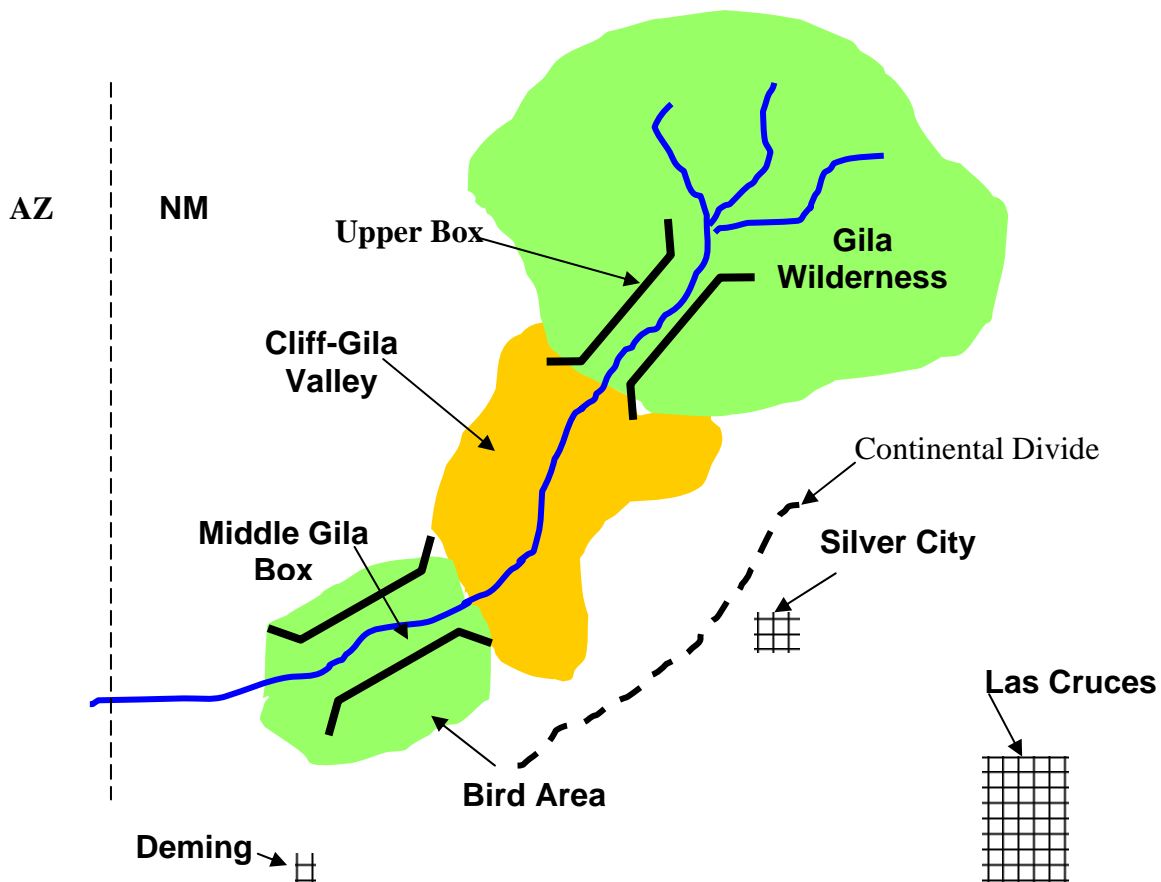 AZ
NM
Upper Box
Gila
Wilderness
Cliff-Gila
Valley
Continental Divide
Middle Gila
Box
Silver City
Las Cruces
Bird Area
Deming